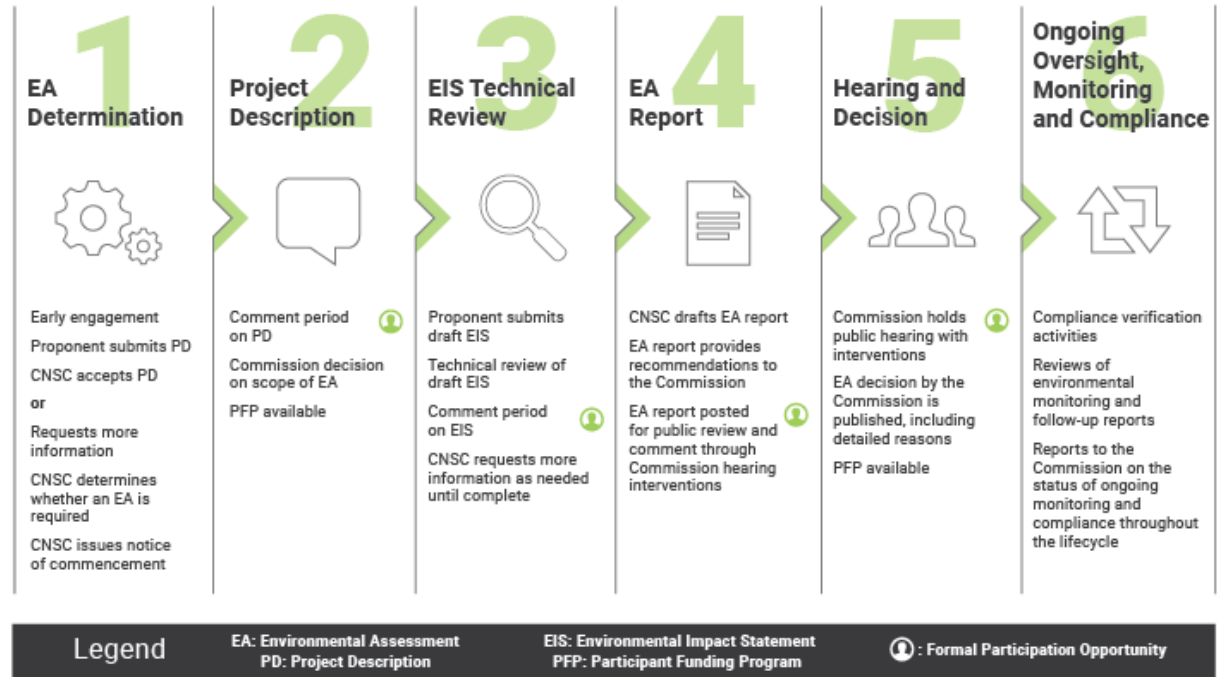 1
EA
Determination
Early engagement
Proponent submits PD
CNSC accepts PD
or
Requests more
information
CNSC determines
whether an EA is
required
CNSC issues notice
of commencement
2
Project
Description
Comment period
on PD
Commission decision
on scope of EA
PFP available
3
EIS Technical
Review
Proponent submits
draft EIS
Technical review of
draft EIS
Comment period
on EIS
CNSC requests more
information as needed
until complete
4
EA
Report
CNSC drafts EA report
EA report provides
recommendations to
the Commission
EA report posted
for public review and
comment through
Commission hearing
interventions
5
Hearing and
Decision
Commission holds
public hearing with
interventions
EA decision by the
Commission is
published, including
detailed reasons
PFP available
6
Ongoing
Oversight,
Monitoring
and Compliance
Compliance verification
activities
Reviews of
environmental
monitoring and
follow-up reports
Reports to the
Commission on the
status of ongoing
monitoring and
compliance throughout
the lifecycle
Legend
EA: Environmental Assessment
PD: Project Description
EIS: Environmental Impact Statement
PFP: Participant Funding Program
: Formal Participation Opportunity